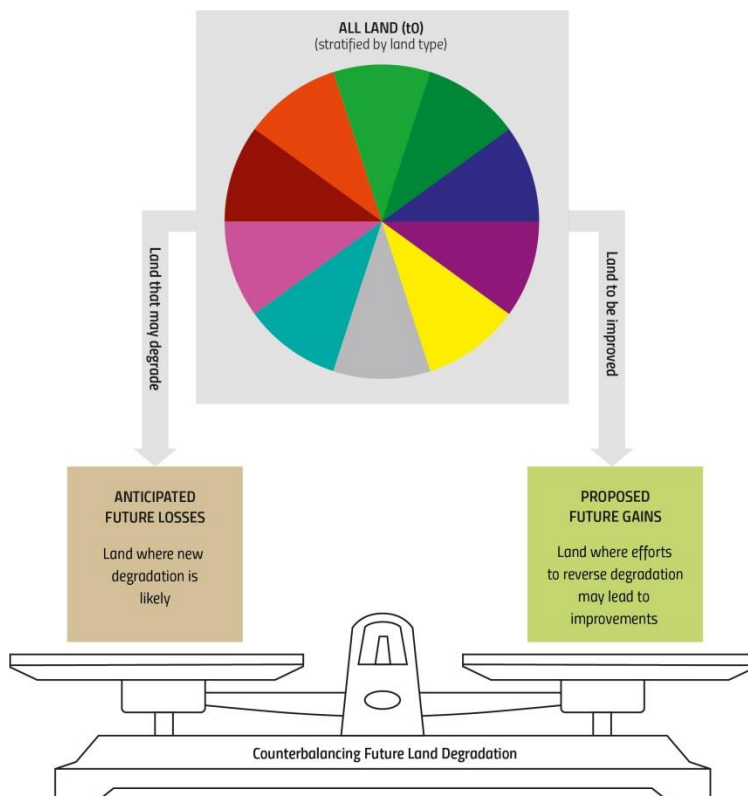 ALL LAND (t0)
(stratified by land type)
Land that may degrade
Land to be improved
ANTICIPATED
FUTURE LOSSES
Land where new
degradation is
likely
PROPOSED
FUTURE GAINS
Land where efforts
to reverse degradation
may lead to
improvements
Counterbalancing Future Land Degradation